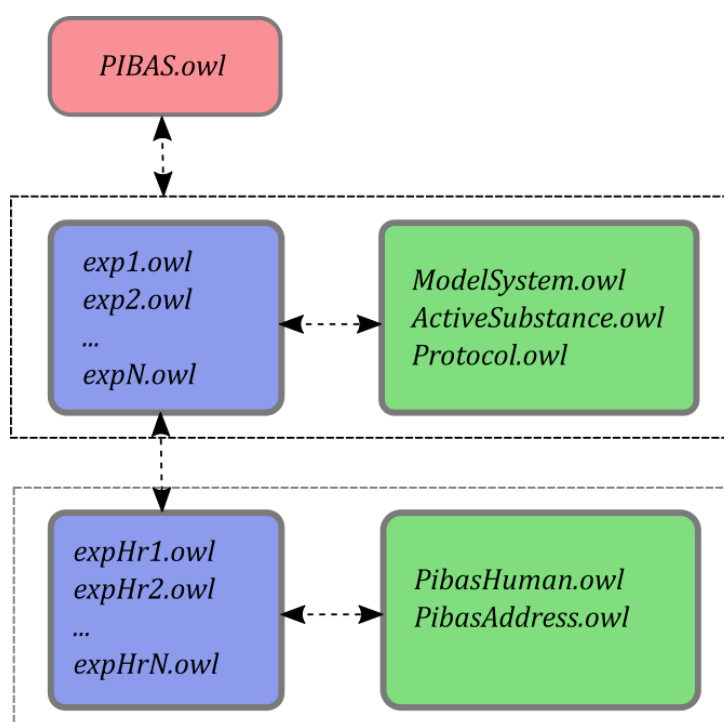 PIBAS.owl
exp1.owl
exp2.owl
...
expN.owl
ModelSystem.owl
ActiveSubstance.owl
Protocol.owl
expHr1.owl
expHr2.owl
...
expHrN.owl
PibasHuman.owl
PibasAddress.owl